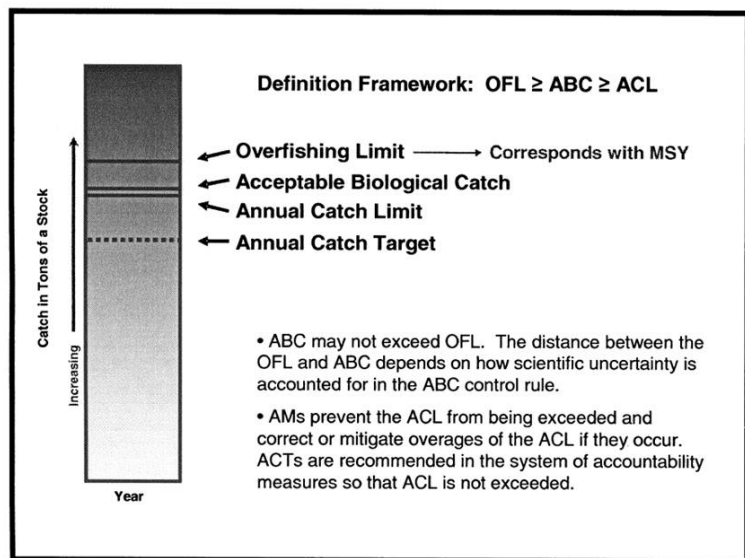 Definition Framework: OFL ≥ ABC ≥ ACL
Overfishing Limit
Corresponds with MSY
Acceptable Biological Catch
Annual Catch Limit
Annual Catch Target
Catch in Tons of a Stock
Increasing
Year
• ABC may not exceed OFL. The distance between the
OFL and ABC depends on how scientific uncertainty is
accounted for in the ABC control rule.
• AMs prevent the ACL from being exceeded and
correct or mitigate overages of the ACL if they occur.
ACTs are recommended in the system of accountability
measures so that ACL is not exceeded.